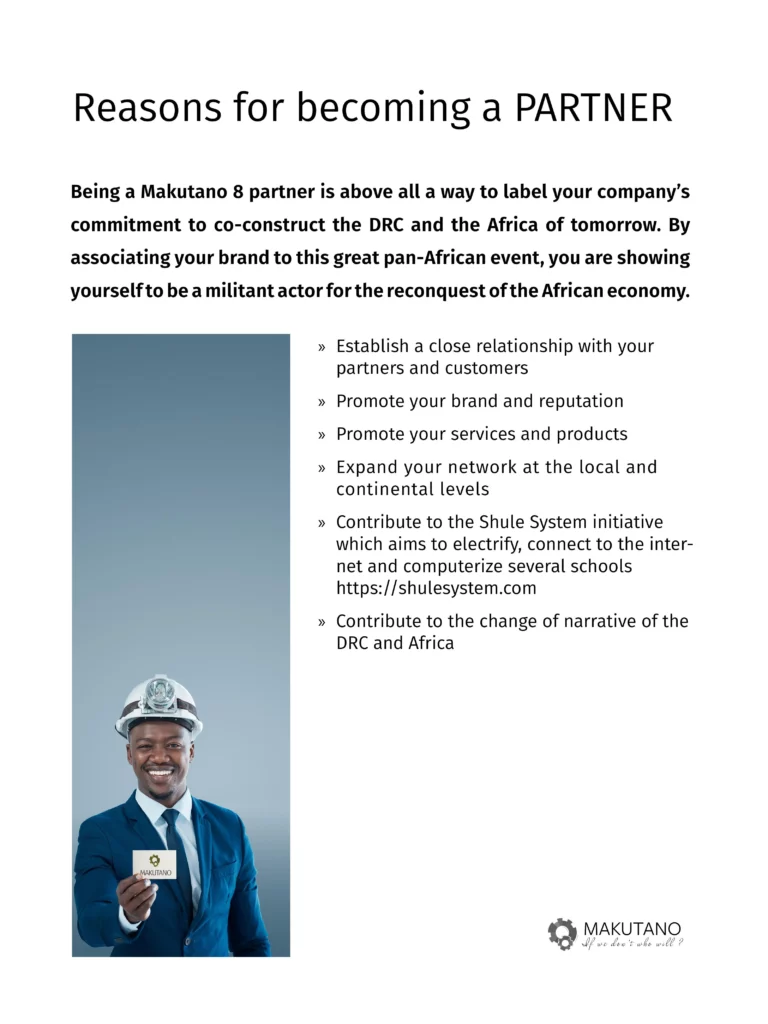 Reasons for becoming a PARTNER
Being a Makutano 8 partner is above all a way to label your company's
commitment to co-construct the DRC and the Africa of tomorrow. By
associating your brand to this great pan-African event, you are showing
yourself to be a militant actor for the reconquest of the African economy.
» Establish a close relationship with your
partners and customers
» Promote your brand and reputation
» Promote your services and products
» Expand your network at the local and
continental levels
» Contribute to the Shule System initiative
which aims to electrify, connect to the inter-
net and computerize several schools
https://shulesystem.com
» Contribute to the change of narrative of the
DRC and Africa
MAKUTANO
MAKUTANO
If we don't who will ?